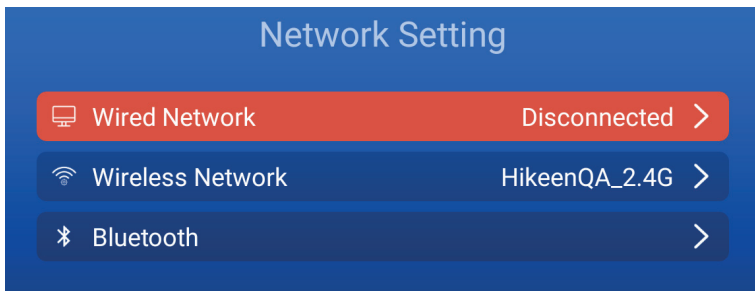 Network Setting
Wired Network Disconnected
Wireless Network HikeenQA_2.4G
Bluetooth